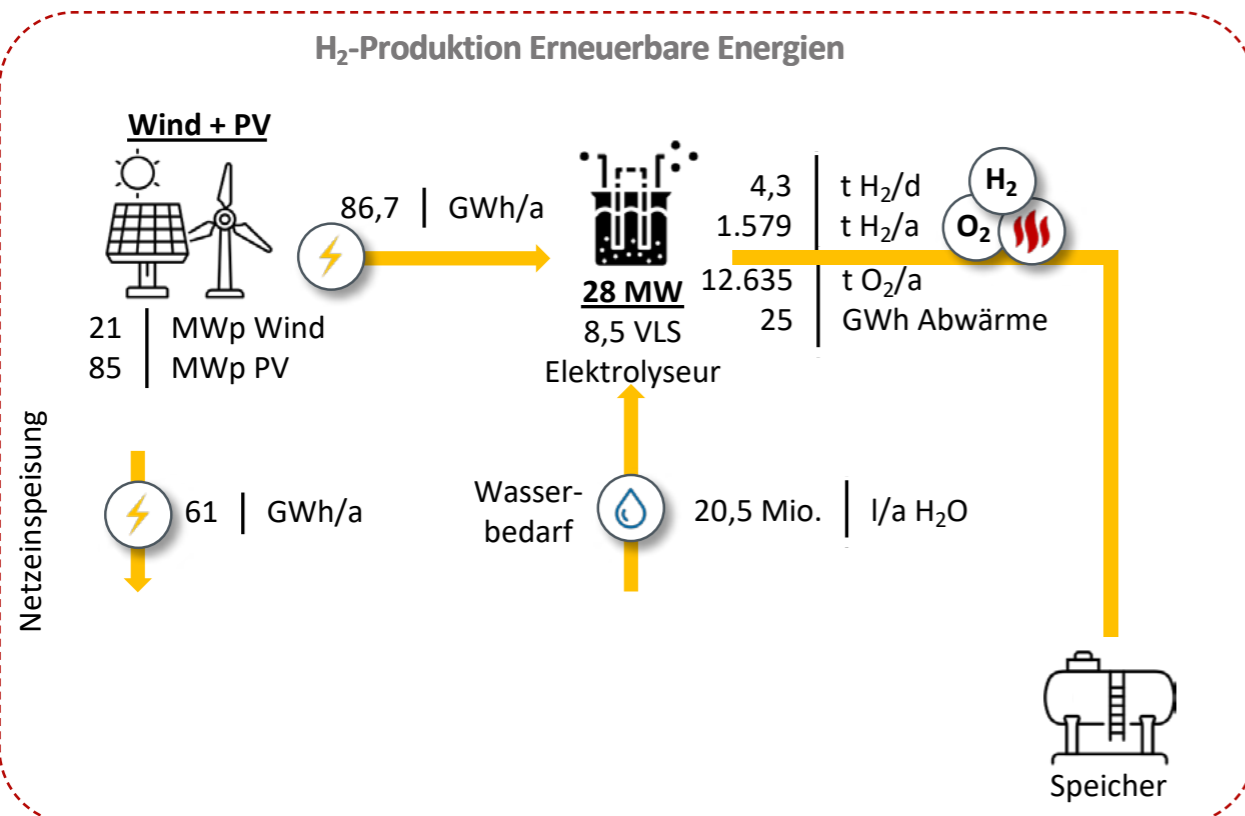 H₂-Produktion Erneuerbare Energien
Wind + PV
86,7 | GWh/a
21 | MWp Wind
85 | MWp PV
28 MW
8,5 VLS
Elektrolyseur
4,3 | t H₂/d
1.579 | t H₂/a
12.635 | t O₂/a
25 | GWh Abwärme
H₂
O₂
Netzeinspeisung
61 | GWh/a
Wasser-
bedarf
20,5 Mio. | l/a H₂O
Speicher